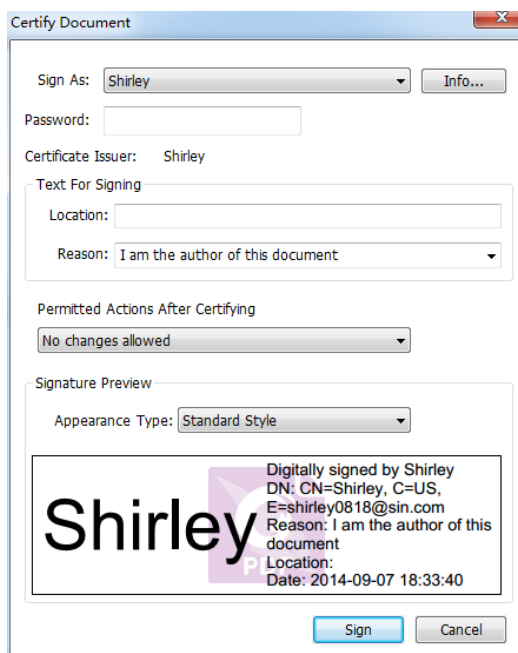 Certify Document
Sign As: Shirley Info...
Password:
Certificate Issuer: Shirley
Text For Signing
Location:
Reason: I am the author of this document
Permitted Actions After Certifying
No changes allowed
Signature Preview
Appearance Type: Standard Style
Shirley
Digitally signed by Shirley
DN: CN=Shirley, C=US,
E=shirley0818@sin.com
Reason: I am the author of this
document
Location:
Date: 2014-09-07 18:33:40
PDF
Sign Cancel